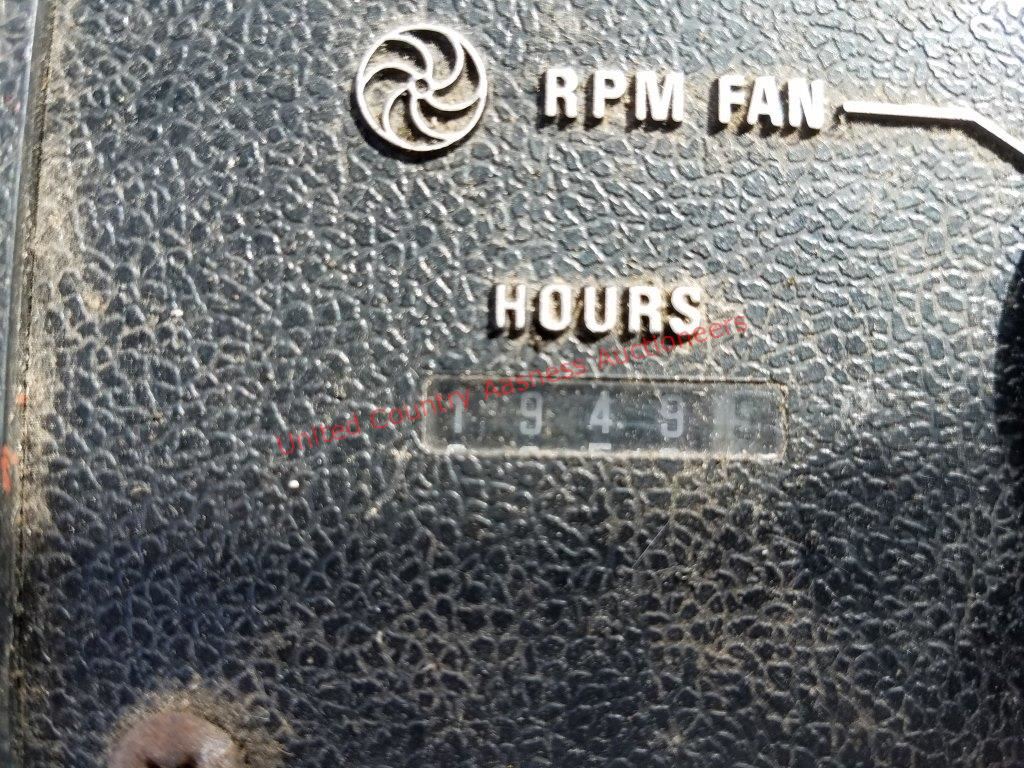 RPM FAN
HOURS
United Country Aasness Auctioneers
1 9 4 9